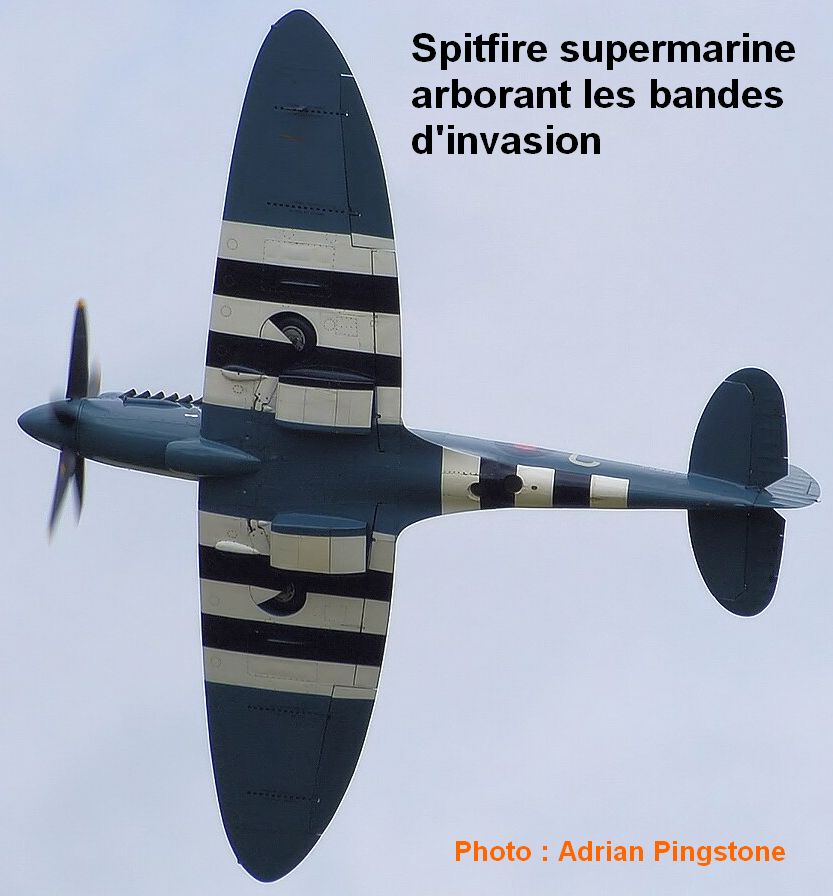 Spitfire supermarine
arborant les bandes
d'invasion
Photo : Adrian Pingstone